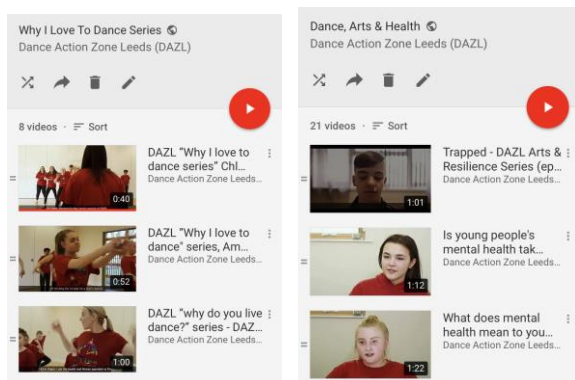 Why I Love To Dance Series
Dance Action Zone Leeds (DAZL)
8 videos · Sort
DAZL "Why I love to
dance series" Chl...
Dance Action Zone Leeds...
0:40
DAZL "Why I love to
dance" series, Am...
Dance Action Zone Leeds...
0:52
DAZL "why do you live
dance?" series - DAZ...
Dance Action Zone Leeds...
1:00
Dance, Arts & Health
Dance Action Zone Leeds (DAZL)
21 videos · Sort
Trapped - DAZL Arts &
Resilience Series (ep...
Dance Action Zone Leeds...
1:01
Is young people's
mental health tak...
Dance Action Zone Leeds...
1:12
What does mental
health mean to you...
Dance Action Zone Leeds...
1:22